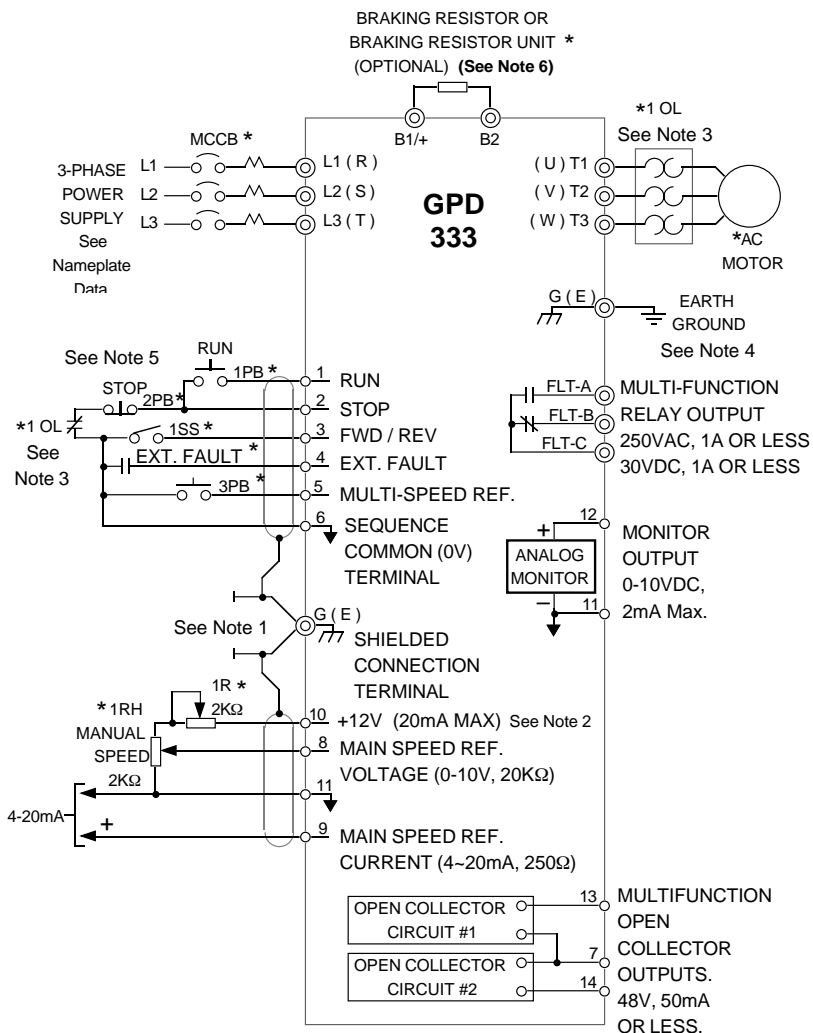 BRAKING RESISTOR OR
BRAKING RESISTOR UNIT *
(OPTIONAL) (See Note 6)
B1/+
B2
MCCB *
3-PHASE
POWER
SUPPLY
See
Nameplate
Data
L1
L2
L3
L1 ( R )
L2 ( S )
L3 ( T )
GPD
333
( U ) T1
( V ) T2
( W ) T3
*1 OL
See Note 3
*AC
MOTOR
G ( E )
EARTH
GROUND
See Note 4
See Note 5
RUN
1PB *
STOP
2PB *
*1 OL
See
Note 3
1SS *
EXT. FAULT *
3PB *
1 RUN
2 STOP
3 FWD / REV
4 EXT. FAULT
5 MULTI-SPEED REF.
6 SEQUENCE
COMMON (0V)
TERMINAL
FLT-A
FLT-B
FLT-C
MULTI-FUNCTION
RELAY OUTPUT
250VAC, 1A OR LESS
30VDC, 1A OR LESS
12
+
ANALOG
MONITOR
–
11
MONITOR
OUTPUT
0-10VDC,
2mA Max.
See Note 1
G ( E )
SHIELDED
CONNECTION
TERMINAL
1R *
2KΩ
* 1RH
MANUAL
SPEED
2KΩ
10 +12V (20mA MAX) See Note 2
8 MAIN SPEED REF.
VOLTAGE (0-10V, 20KΩ)
11
4-20mA
+
9 MAIN SPEED REF.
CURRENT (4~20mA, 250Ω)
OPEN COLLECTOR
CIRCUIT #1
OPEN COLLECTOR
CIRCUIT #2
13
7
14
MULTIFUNCTION
OPEN
COLLECTOR
OUTPUTS.
48V, 50mA
OR LESS.